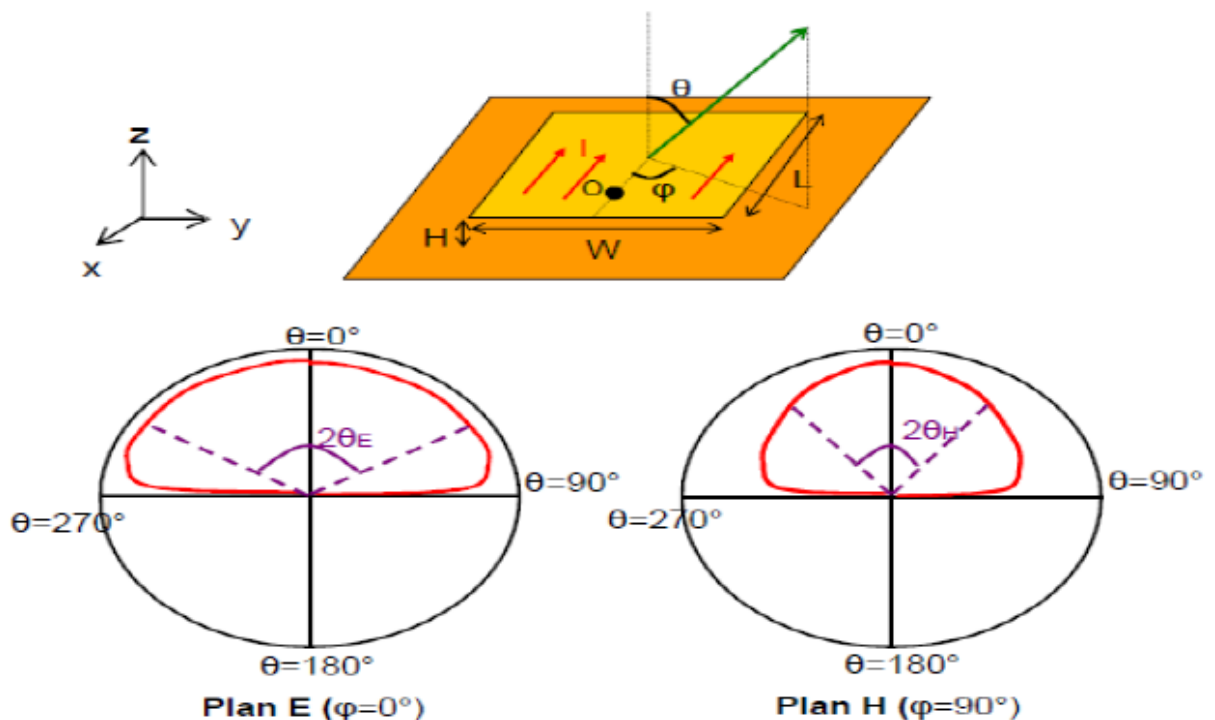 θ
z
I
O
φ
L
y
H
W
x
θ=0° θ=0°
2θE 2θH
θ=90° θ=90°
θ=270° θ=270°
θ=180° θ=180°
Plan E (φ=0°) Plan H (φ=90°)